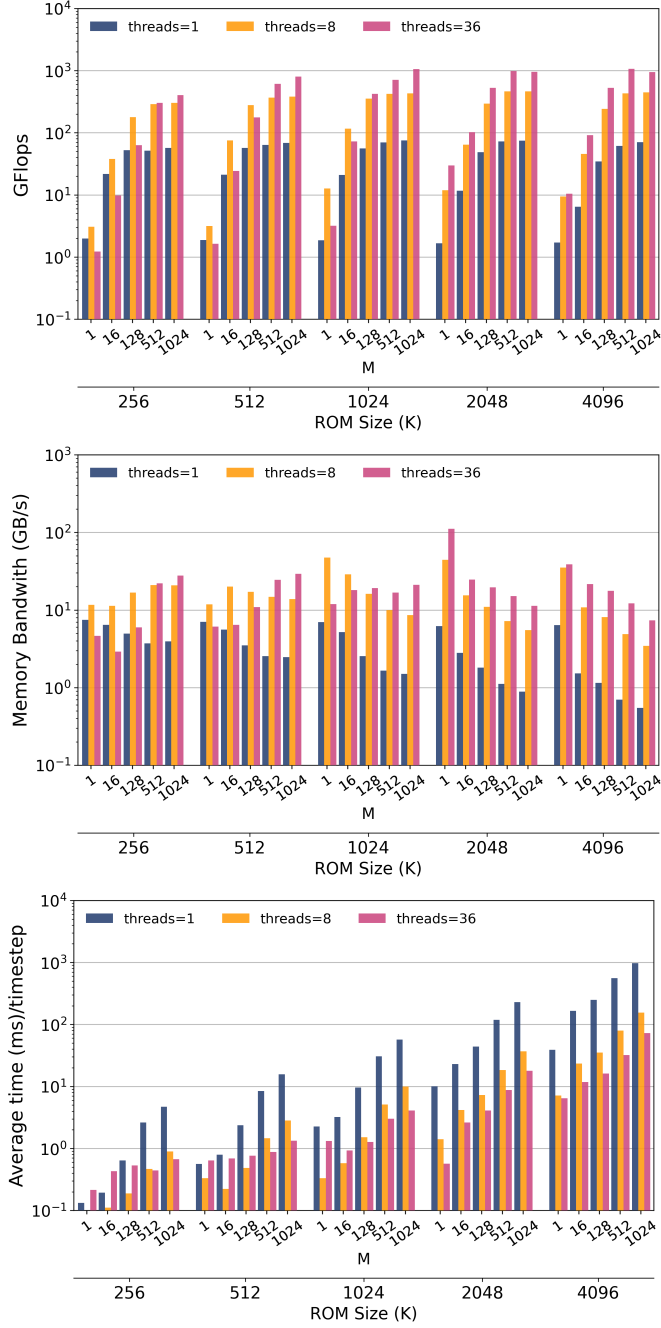 10^4
threads=1 threads=8 threads=36
10^3
10^2
10^1
10^0
10^-1
GFlops
1 16 128 512 1024 1 16 128 512 1024 1 16 128 512 1024 1 16 128 512 1024 1 16 128 512 1024
M
256 512 1024 2048 4096
ROM Size (K)
10^3
threads=1 threads=8 threads=36
10^2
10^1
10^0
10^-1
Memory Bandwith (GB/s)
1 16 128 512 1024 1 16 128 512 1024 1 16 128 512 1024 1 16 128 512 1024 1 16 128 512 1024
M
256 512 1024 2048 4096
ROM Size (K)
10^4
threads=1 threads=8 threads=36
10^3
10^2
10^1
10^0
10^-1
Average time (ms)/timestep
1 16 128 512 1024 1 16 128 512 1024 1 16 128 512 1024 1 16 128 512 1024 1 16 128 512 1024
M
256 512 1024 2048 4096
ROM Size (K)